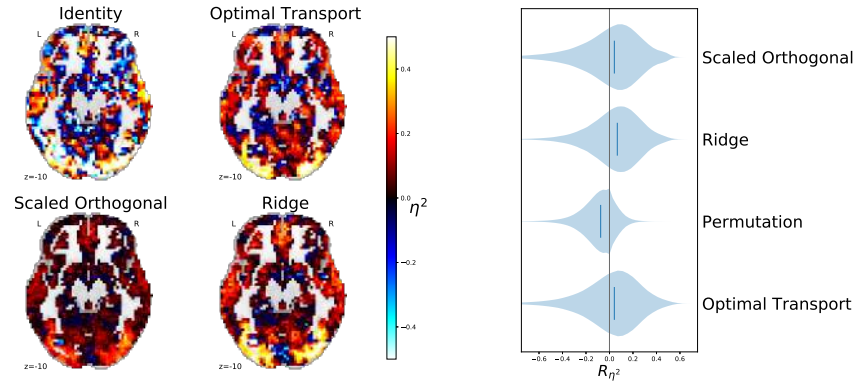 Identity
L R
z=-10
Optimal Transport
L R
z=-10
Scaled Orthogonal
L R
z=-10
Ridge
L R
z=-10
0.4
0.2
0.0
−0.2
−0.4
η²
Scaled Orthogonal
Ridge
Permutation
Optimal Transport
−0.6 −0.4 −0.2 0.0 0.2 0.4 0.6
R_η²